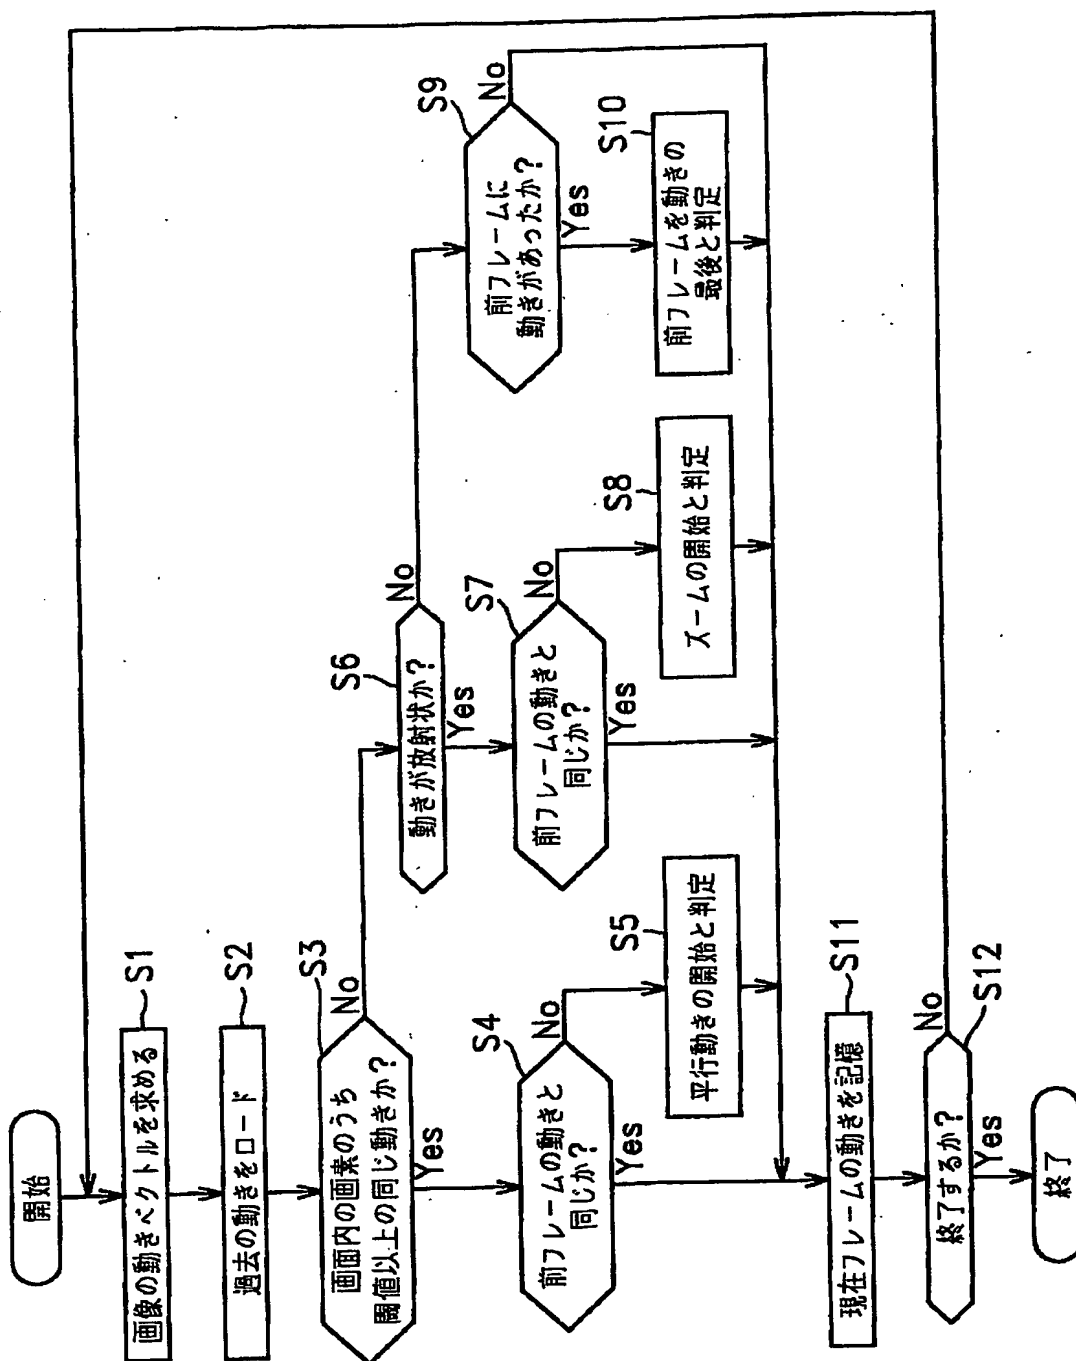 開始
画像の動きベクトルを求める
S1
過去の動きをロード
S2
画面内の画素のうち
閾値以上の同じ動きか？
S3
No
Yes
前フレームの動きと
同じか？
S4
No
Yes
平行動きの開始と判定
S5
動きが放射状か？
S6
No
Yes
前フレームの動きと
同じか？
S7
No
Yes
ズームの開始と判定
S8
前フレームに
動きがあったか？
S9
No
Yes
前フレームを動きの
最後と判定
S10
現在フレームの動きを記憶
S11
終了するか？
S12
No
Yes
終了